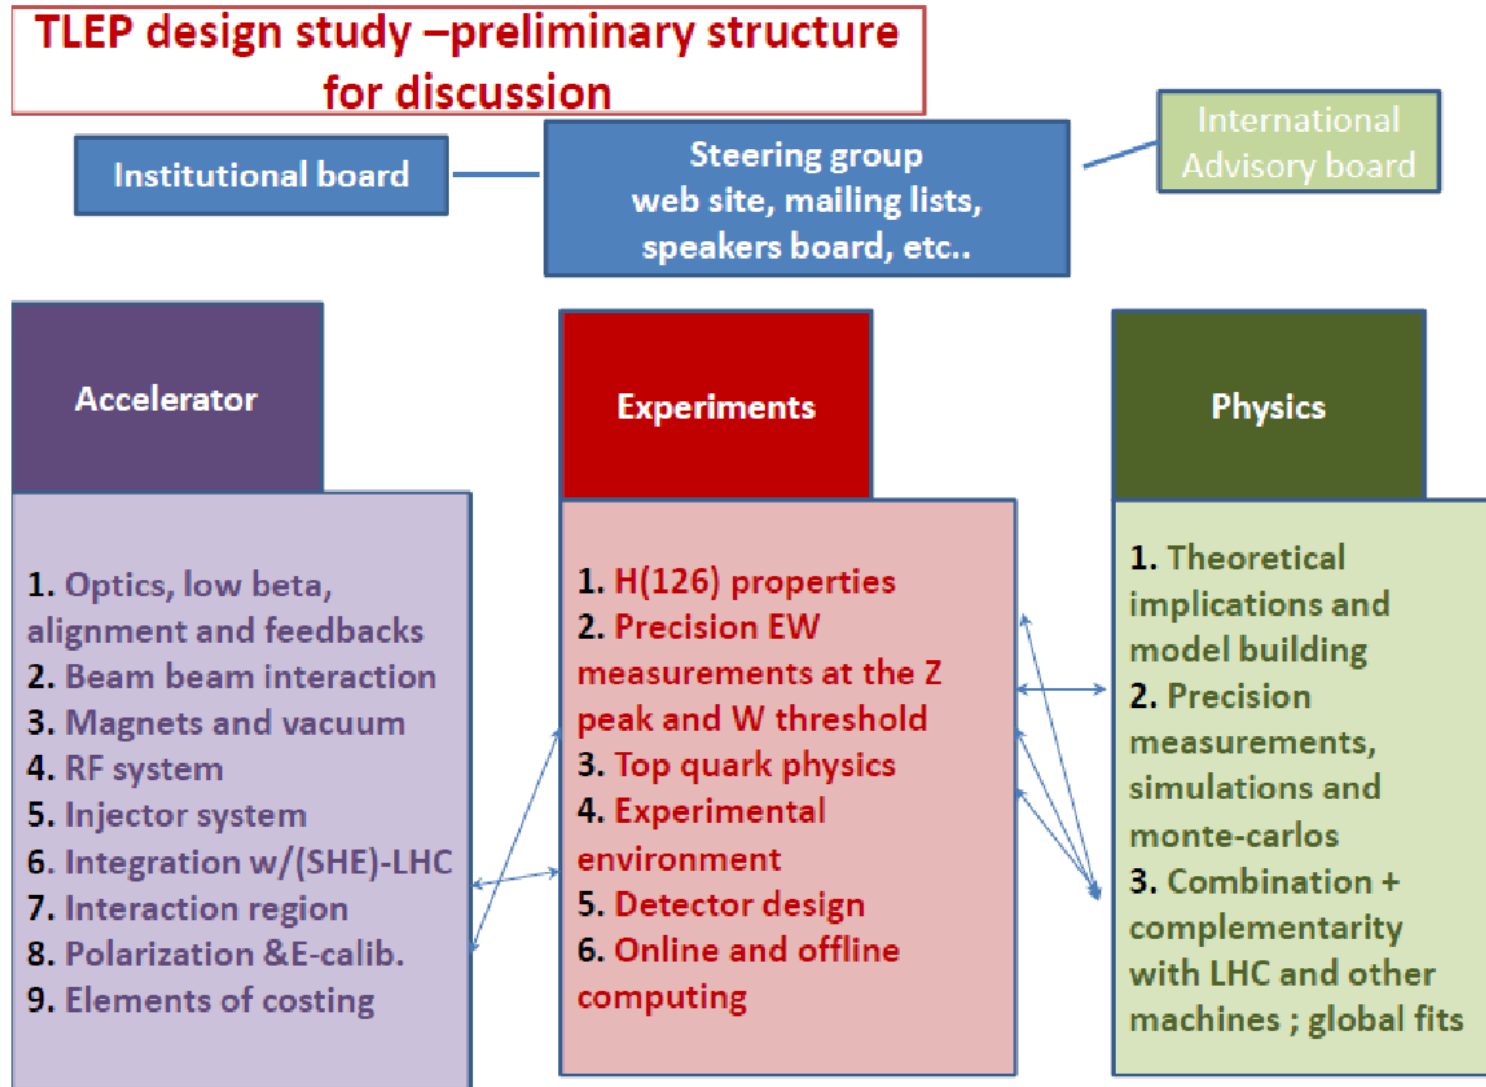 TLEP design study –preliminary structure
for discussion
Institutional board
Steering group
web site, mailing lists,
speakers board, etc..
International
Advisory board
Accelerator
1. Optics, low beta,
alignment and feedbacks
2. Beam beam interaction
3. Magnets and vacuum
4. RF system
5. Injector system
6. Integration w/(SHE)-LHC
7. Interaction region
8. Polarization &E-calib.
9. Elements of costing
Experiments
1. H(126) properties
2. Precision EW
measurements at the Z
peak and W threshold
3. Top quark physics
4. Experimental
environment
5. Detector design
6. Online and offline
computing
Physics
1. Theoretical
implications and
model building
2. Precision
measurements,
simulations and
monte-carlos
3. Combination +
complementarity
with LHC and other
machines ; global fits